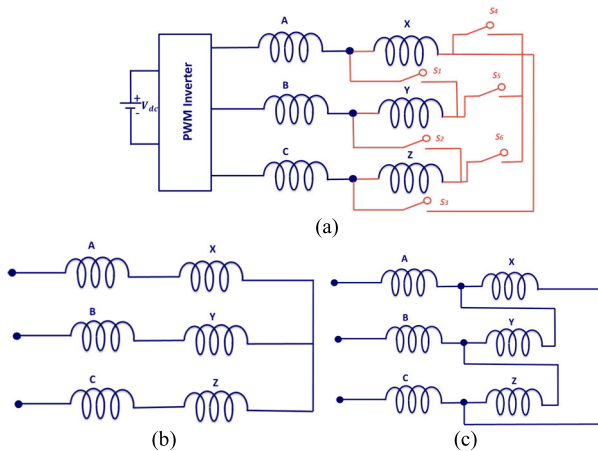 S4
A
X
S1
S5
V_dc
PWM Inverter
B
Y
S2
S6
C
Z
S3
(a)
A
X
B
Y
C
Z
(b)
A
X
B
Y
C
Z
(c)